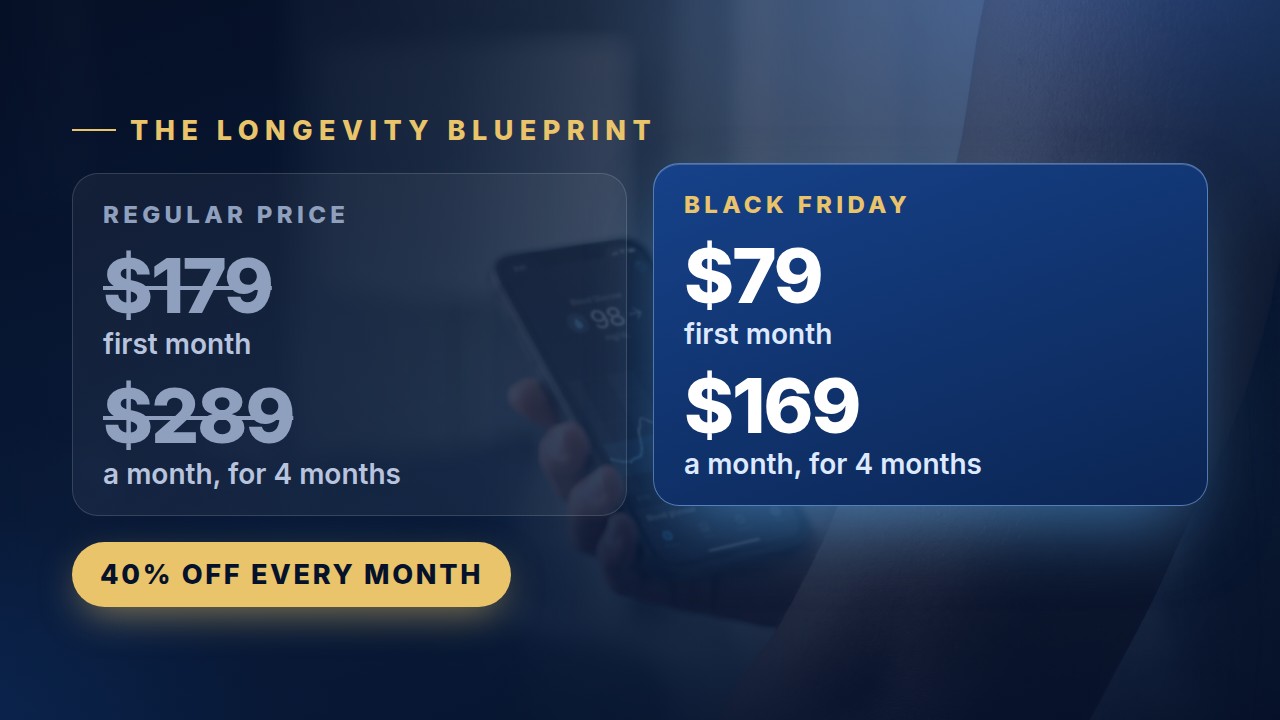 THE LONGEVITY BLUEPRINT
REGULAR PRICE
$179
first month
$289
a month, for 4 months
BLACK FRIDAY
$79
first month
$169
a month, for 4 months
98
40% OFF EVERY MONTH